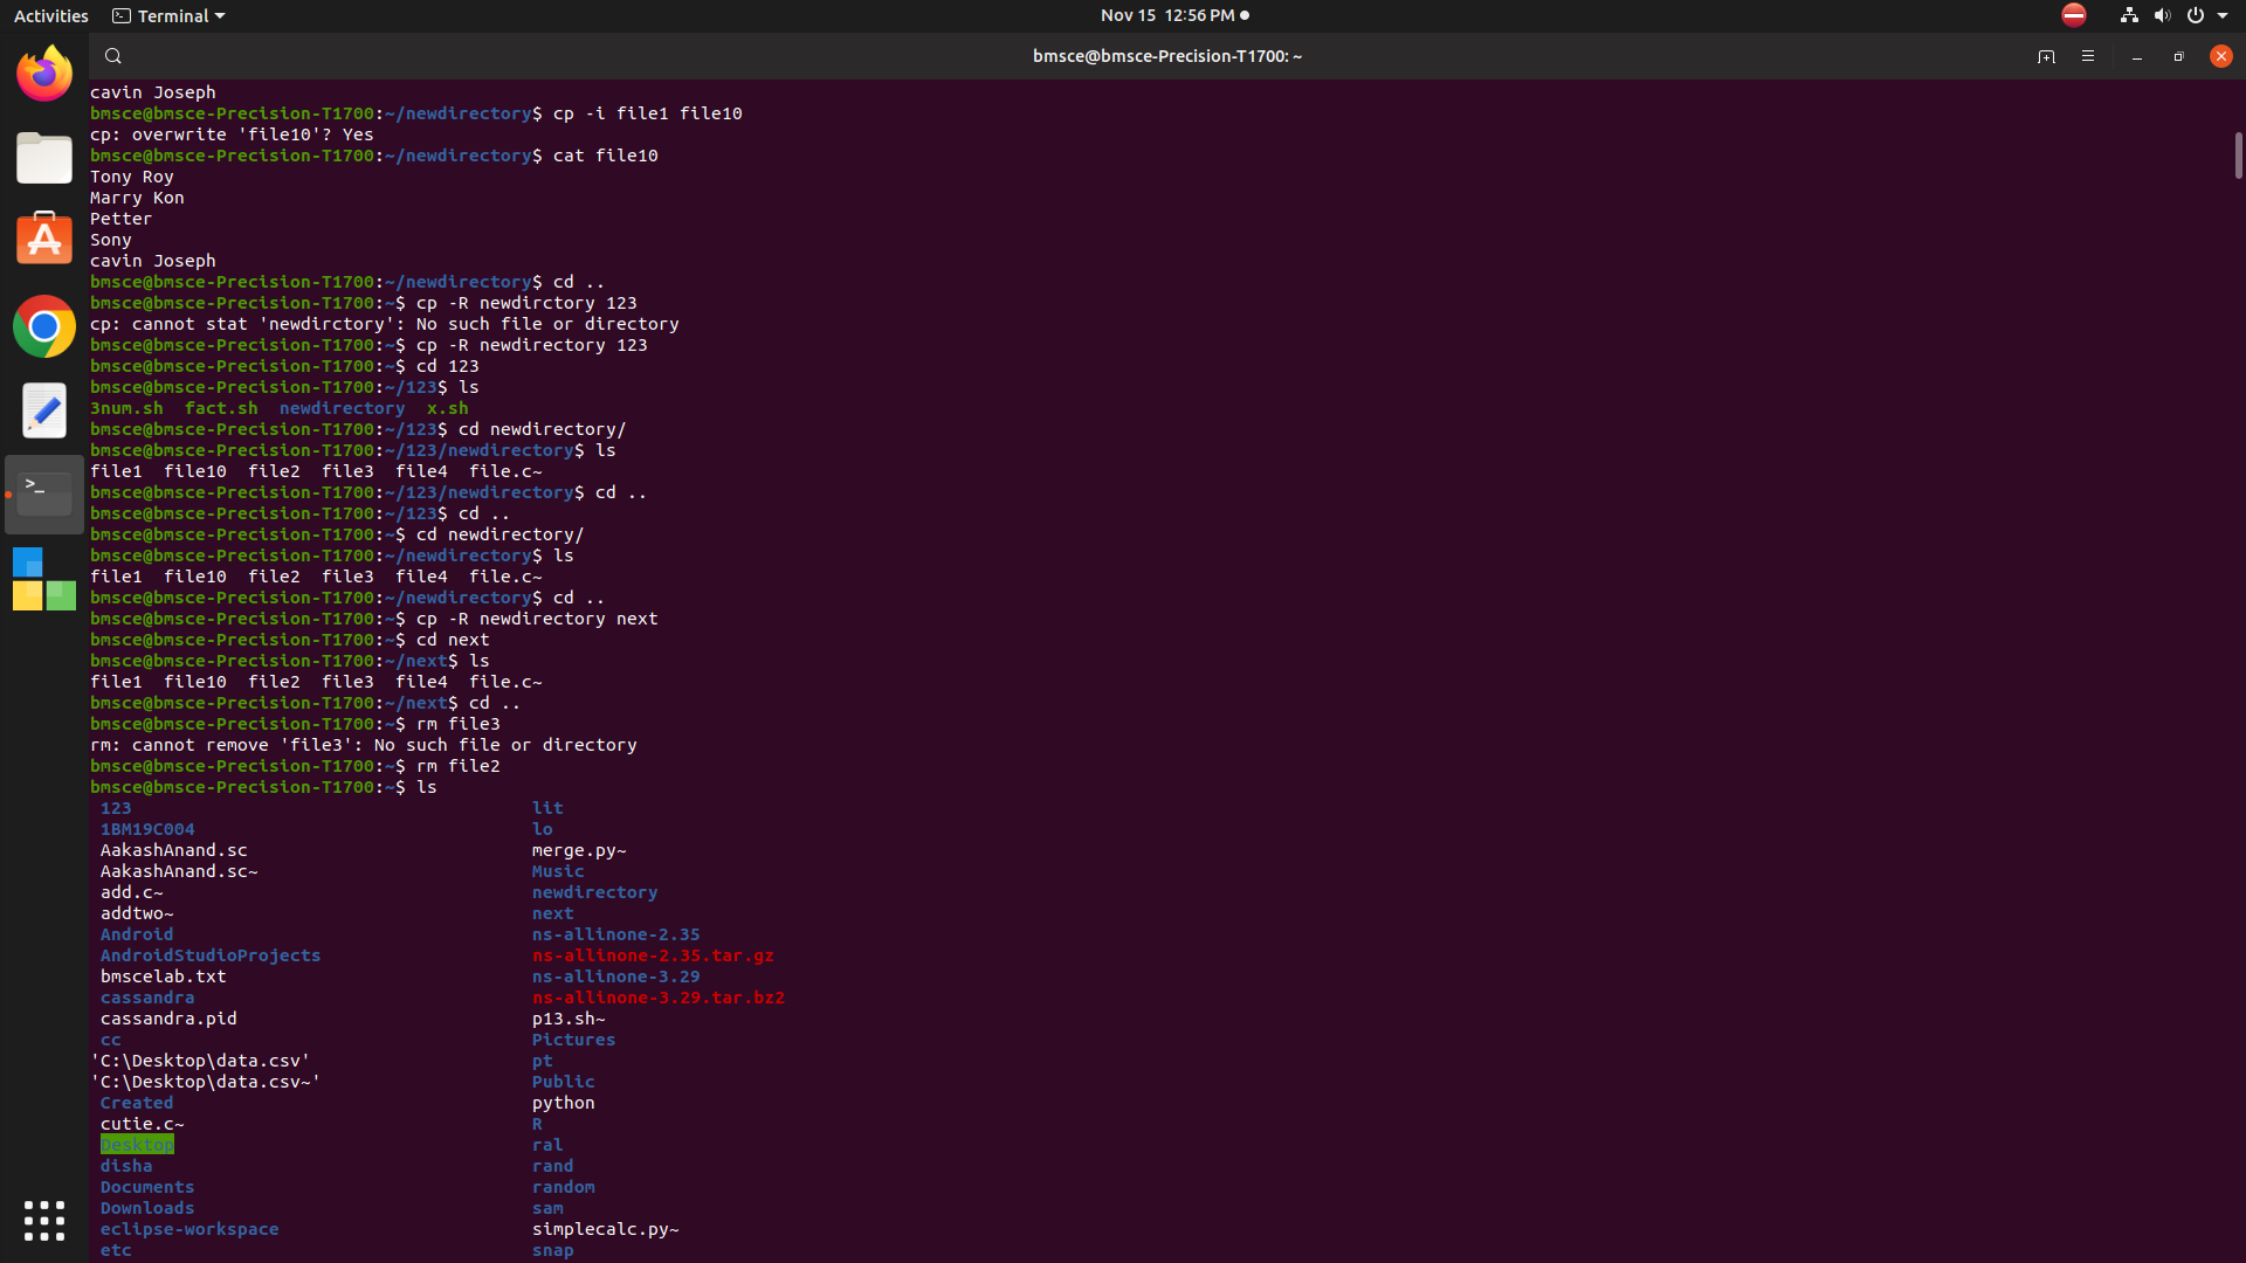 Activities Terminal Nov 15 12:56 PM
bmsce@bmsce-Precision-T1700: ~
cavin Joseph
bmsce@bmsce-Precision-T1700:~/newdirectory$ cp -i file1 file10
cp: overwrite 'file10'? Yes
bmsce@bmsce-Precision-T1700:~/newdirectory$ cat file10
Tony Roy
Marry Kon
Petter
Sony
cavin Joseph
bmsce@bmsce-Precision-T1700:~/newdirectory$ cd ..
bmsce@bmsce-Precision-T1700:~$ cp -R newdirctory 123
cp: cannot stat 'newdirctory': No such file or directory
bmsce@bmsce-Precision-T1700:~$ cp -R newdirectory 123
bmsce@bmsce-Precision-T1700:~$ cd 123
bmsce@bmsce-Precision-T1700:~/123$ ls
3num.sh fact.sh newdirectory x.sh
bmsce@bmsce-Precision-T1700:~/123$ cd newdirectory/
bmsce@bmsce-Precision-T1700:~/123/newdirectory$ ls
file1 file10 file2 file3 file4 file.c~
bmsce@bmsce-Precision-T1700:~/123/newdirectory$ cd ..
bmsce@bmsce-Precision-T1700:~/123$ cd ..
bmsce@bmsce-Precision-T1700:~$ cd newdirectory/
bmsce@bmsce-Precision-T1700:~/newdirectory$ ls
file1 file10 file2 file3 file4 file.c~
bmsce@bmsce-Precision-T1700:~/newdirectory$ cd ..
bmsce@bmsce-Precision-T1700:~$ cp -R newdirectory next
bmsce@bmsce-Precision-T1700:~$ cd next
bmsce@bmsce-Precision-T1700:~/next$ ls
file1 file10 file2 file3 file4 file.c~
bmsce@bmsce-Precision-T1700:~/next$ cd ..
bmsce@bmsce-Precision-T1700:~$ rm file3
rm: cannot remove 'file3': No such file or directory
bmsce@bmsce-Precision-T1700:~$ rm file2
bmsce@bmsce-Precision-T1700:~$ ls
123 lit
1BM19C004 lo
AakashAnand.sc merge.py~
AakashAnand.sc~ Music
add.c~ newdirectory
addtwo~ next
Android ns-allinone-2.35
AndroidStudioProjects ns-allinone-2.35.tar.gz
bmscelab.txt ns-allinone-3.29
cassandra ns-allinone-3.29.tar.bz2
cassandra.pid p13.sh~
cc Pictures
'C:\Desktop\data.csv' pt
'C:\Desktop\data.csv~' Public
Created python
cutie.c~ R
Desktop ral
disha rand
Documents random
Downloads sam
eclipse-workspace simplecalc.py~
etc snap